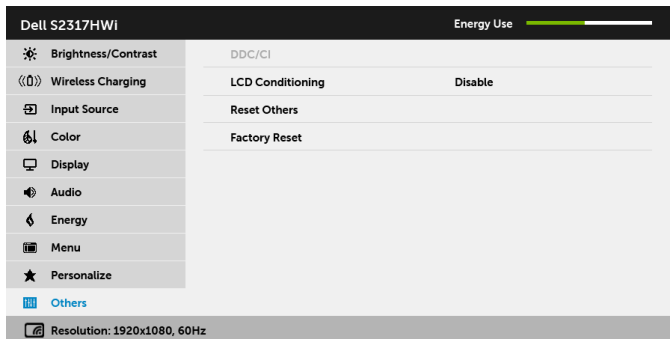 Dell S2317HWi
Energy Use
Brightness/Contrast
DDC/CI
Wireless Charging
LCD Conditioning
Disable
Input Source
Reset Others
Color
Factory Reset
Display
Audio
Energy
Menu
Personalize
Others
Resolution: 1920x1080, 60Hz